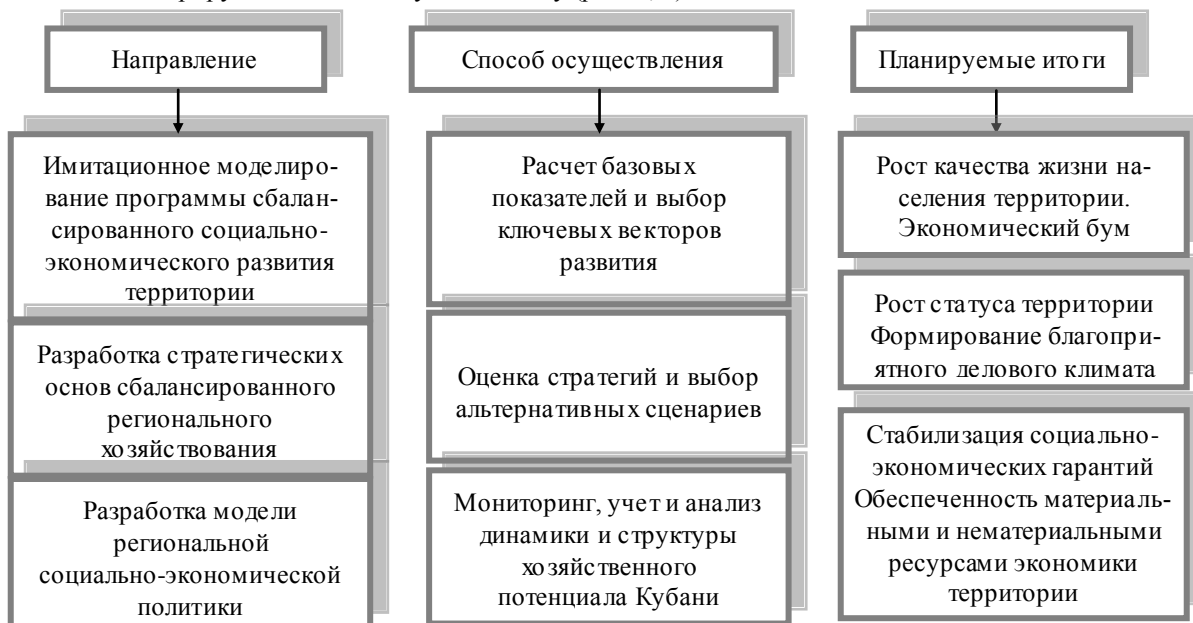 Направление
Имитационное моделиро-
вание программы сбалан-
сированного социально-
экономического развития
территории
Разработка стратегических
основ сбалансированного
регионального
хозяйствования
Разработка модели
региональной
социально-экономической
политики
Способ осуществления
Расчет базовых
показателей и выбор
ключевых векторов
развития
Оценка стратегий и выбор
альтернативных сценариев
Мониторинг, учет и анализ
динамики и структуры
хозяйственного
потенциала Кубани
Планируемые итоги
Рост качества жизни на-
селения территории.
Экономический бум
Рост статуса территории
Формирование благопри-
ятного делового климата
Стабилизация социально-
экономических гарантий
Обеспеченность материаль-
ными и нематериальными
ресурсами экономики
территории